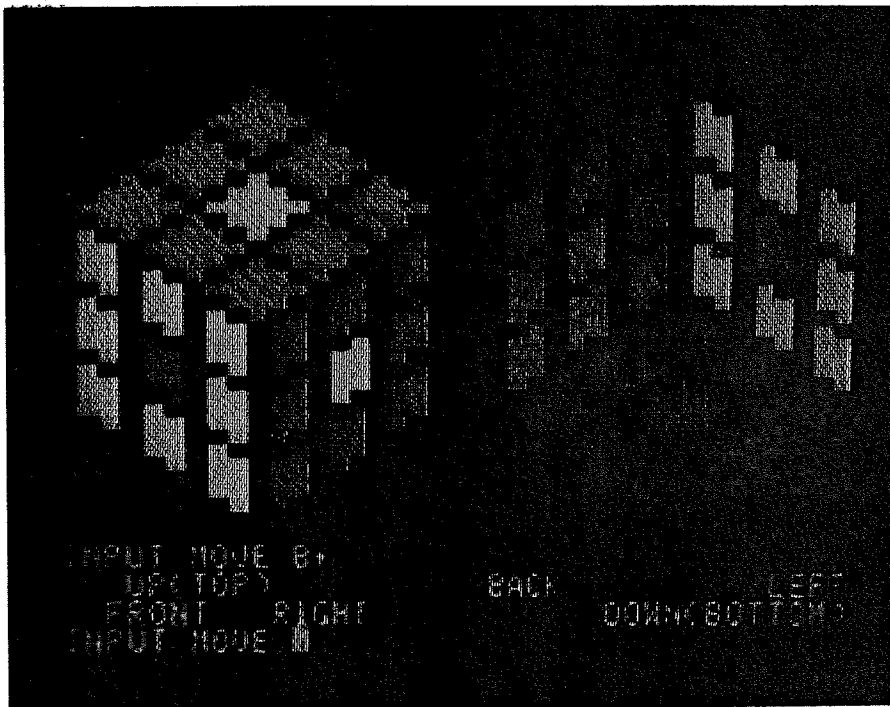 INPUT MOVE B+
UP(TOP)
BACK LEFT
FRONT RIGHT
DOWN(BOTTOM)
INPUT MOVE